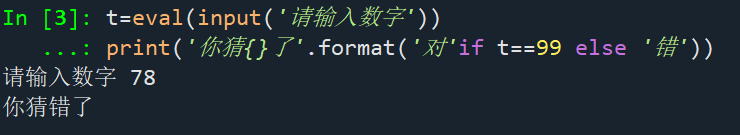 In [3]: t=eval(input('请输入数字'))
...: print('你猜{}了'.format('对'if t==99 else '错'))
请输入数字 78
你猜错了